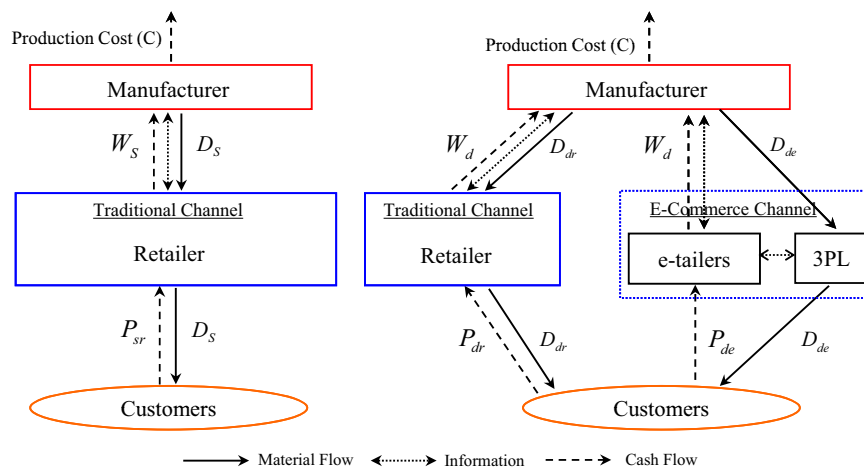 Production Cost (C)
Manufacturer
W_S
D_S
Traditional Channel
Retailer
P_sr
D_S
Customers
Production Cost (C)
Manufacturer
W_d
D_dr
W_d
D_de
Traditional Channel
Retailer
E-Commerce Channel
e-tailers
3PL
P_dr
D_dr
P_de
D_de
Customers
Material Flow
Information
Cash Flow